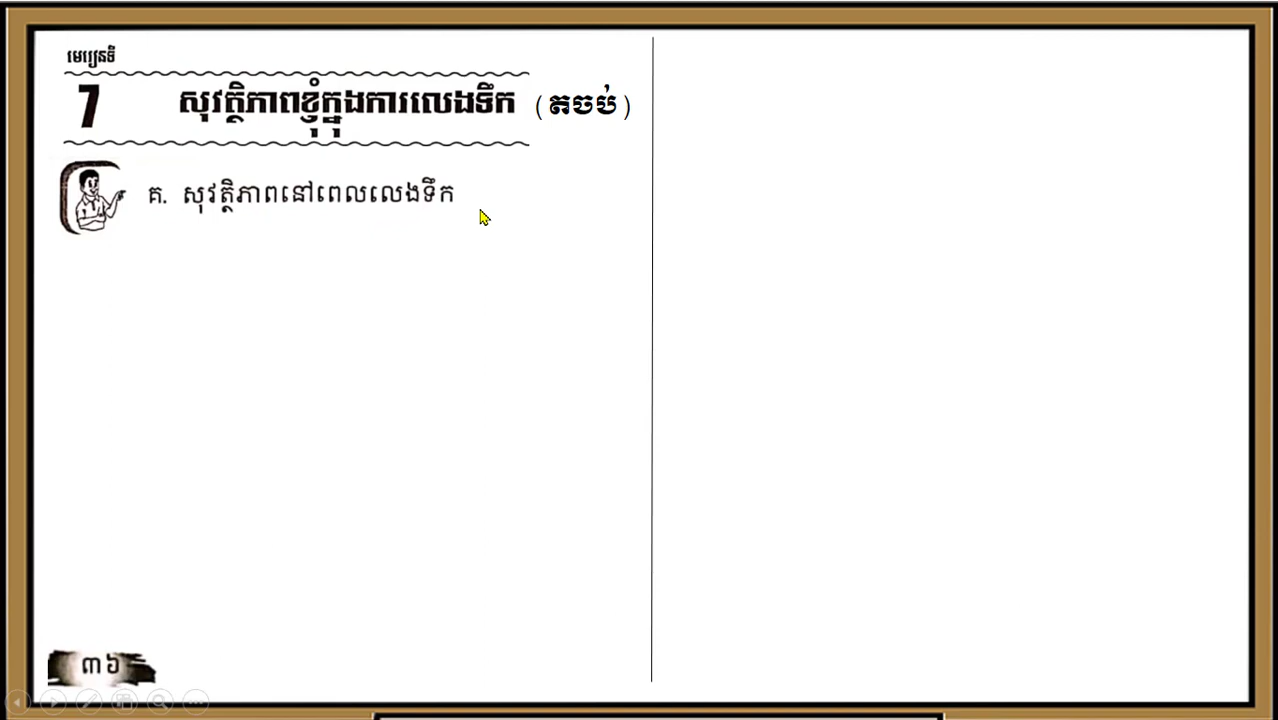 មេរៀនទី
7 សុវត្ថិភាពខ្ញុំក្នុងការលេងទឹក (តចប់)
គ. សុវត្ថិភាពនៅពេលលេងទឹក
៣៦